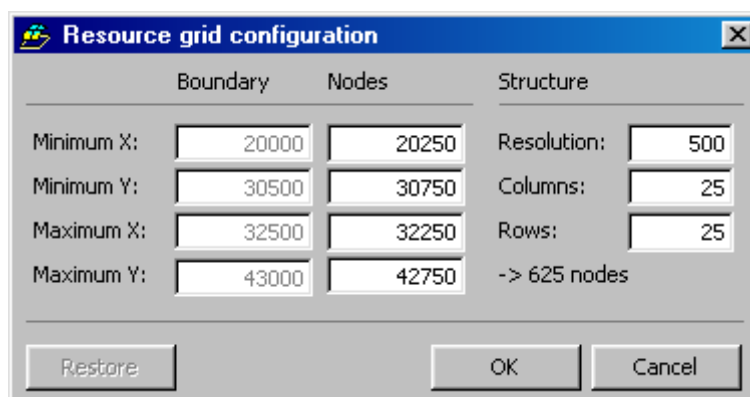 Resource grid configuration
Boundary Nodes Structure
Minimum X: 20000 20250 Resolution: 500
Minimum Y: 30500 30750 Columns: 25
Maximum X: 32500 32250 Rows: 25
Maximum Y: 43000 42750 -> 625 nodes
Restore OK Cancel